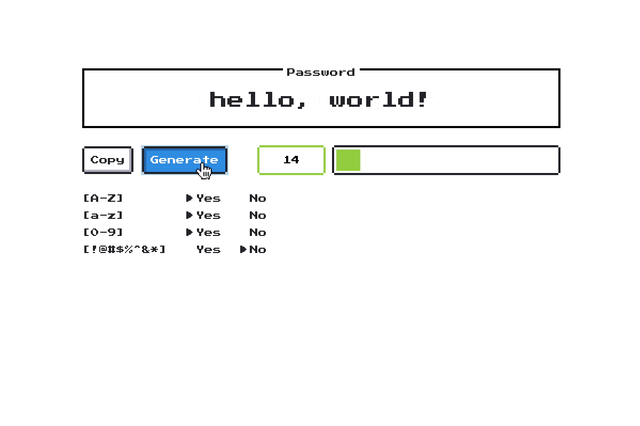 Password
hello, world!
Copy Generate 14
[A-Z] Yes No
[a-z] Yes No
[0-9] Yes No
[!@#$%^&*] Yes No